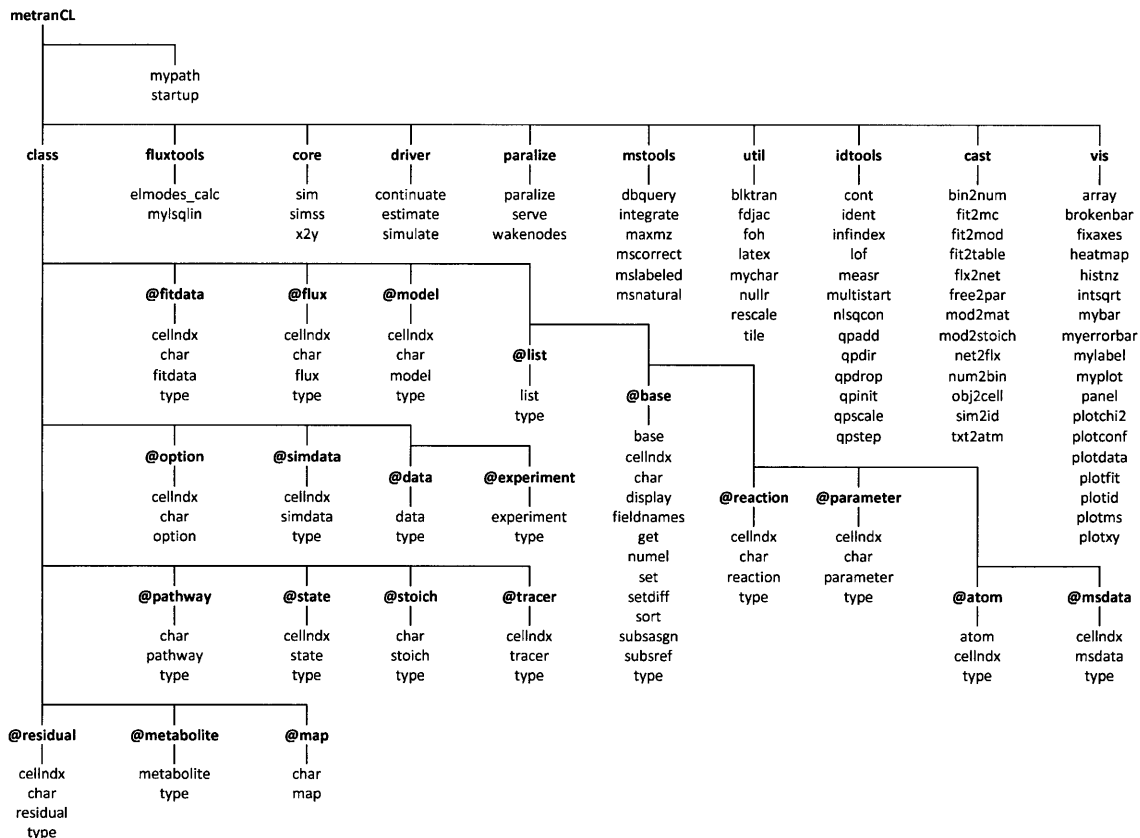 metranCL
mypath
startup
class
fluxtools
elmodes_calc
mylsqlin
core
sim
simss
x2y
driver
continuate
estimate
simulate
paralize
paralize
serve
wakenodes
mstools
dbquery
integrate
maxmz
mscorrect
mslabeled
msnatural
util
blktran
fdjac
foh
latex
mychar
nullr
rescale
tile
idtools
cont
ident
infindex
lof
measr
multistart
nlsqcon
qpadd
qpdir
qpdrop
qpinit
qpscale
qpstep
cast
bin2num
fit2mc
fit2mod
fit2table
flx2net
free2par
mod2mat
mod2stoich
net2flx
num2bin
obj2cell
sim2id
txt2atm
vis
array
brokenbar
fixaxes
heatmap
histnz
intsqrt
mybar
myerrorbar
mylabel
myplot
panel
plotchi2
plotconf
plotdata
plotfit
plotid
plotms
plotxy
@fitdata
cellndx
char
fitdata
type
@flux
cellndx
char
flux
type
@model
cellndx
char
model
type
@list
list
type
@base
base
cellndx
char
display
fieldnames
get
numel
set
setdiff
sort
subsasgn
subsref
type
@reaction
cellndx
char
reaction
type
@parameter
cellndx
char
parameter
type
@atom
atom
cellndx
type
@msdata
cellndx
msdata
type
@option
cellndx
char
option
@simdata
cellndx
simdata
type
@data
data
type
@experiment
experiment
type
@pathway
char
pathway
type
@state
cellndx
state
type
@stoich
char
stoich
type
@tracer
cellndx
tracer
type
@residual
cellndx
char
residual
type
@metabolite
metabolite
type
@map
char
map